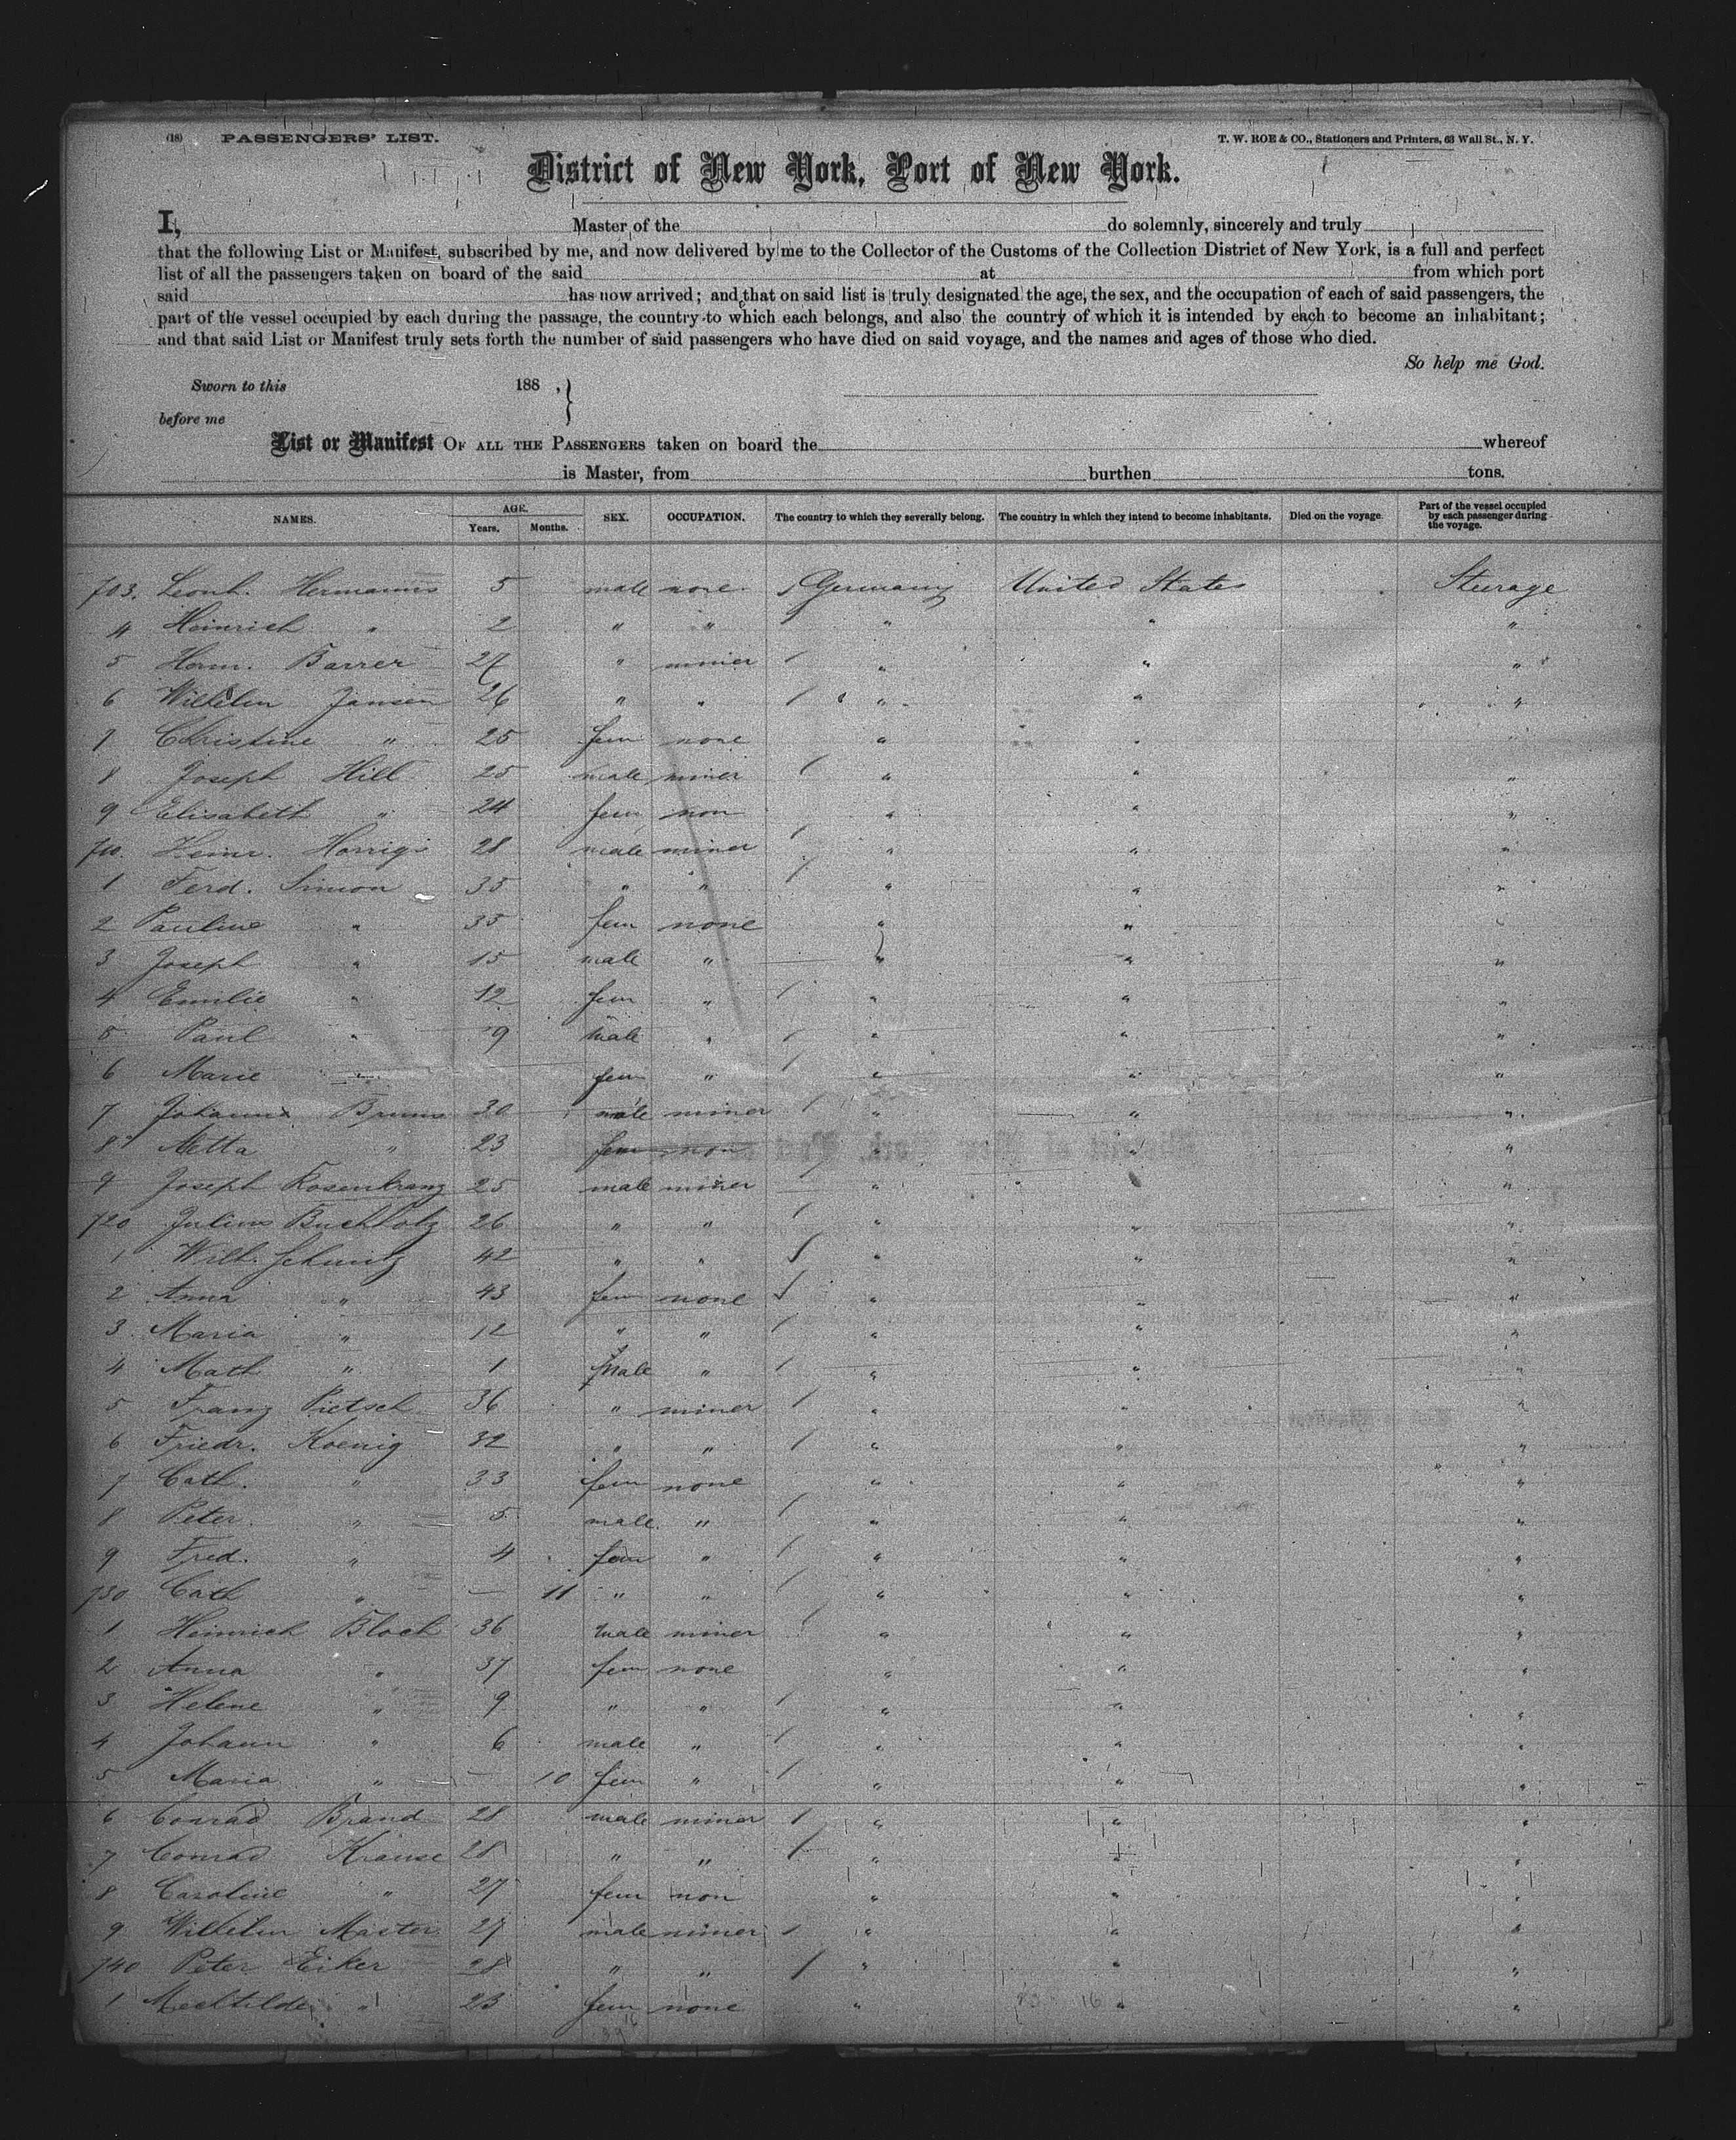 (18) PASSENGERS' LIST. T. W. ROE & CO., Stationers and Printers, 63 Wall St., N. Y.
District of New York, Port of New York.
I, Master of the do solemnly, sincerely and truly
that the following List or Manifest, subscribed by me, and now delivered by me to the Collector of the Customs of the Collection District of New York, is a full and perfect
list of all the passengers taken on board of the said at from which port
said has now arrived; and that on said list is truly designated the age, the sex, and the occupation of each of said passengers, the
part of the vessel occupied by each during the passage, the country to which each belongs, and also the country of which it is intended by each to become an inhabitant;
and that said List or Manifest truly sets forth the number of said passengers who have died on said voyage, and the names and ages of those who died.
So help me God.
Sworn to this 188 ,
before me
List or Manifest OF ALL THE PASSENGERS taken on board the whereof
is Master, from burthen tons.
NAMES. AGE. Years. Months. SEX. OCCUPATION. The country to which they severally belong. The country in which they intend to become inhabitants. Died on the voyage. Part of the vessel occupied by each passenger during the voyage.
703. Leonh. Hermanns 5 male none Germany United States Steerage
4 Heinrich " 2 " " " " "
5 Herm. Barrer 27 " miner " " "
6 Wilhelm Jansen 26 " " " " "
7 Christine " 25 fem none " " "
8 Joseph Hill 25 male miner " " "
9 Elisabeth " 24 fem non " " "
710. Heinr. 28 male miner " " "
1 Ferd. Simon 35 " " " " "
2 Pauline " 35 fem none " " "
3 Joseph " 15 male " " " "
4 Emilie " 12 fem " " " "
5 Paul " 9 male " " " "
6 Marie " fem " " " "
7 Johann Bruns 30 male miner " " "
8 Metta " 23 fem non " " "
9 Joseph Rosenkranz 25 male miner " " "
720 Julius Buchholz 26 " " " " "
1 Wilh. Schmitz 42 " " " " "
2 Anna " 43 fem none " " "
3 Maria " 12 " " " " "
4 Math " 1 male " " " "
5 Franz Pietsch 36 " miner " " "
6 Friedr. Koenig 32 " " " " "
7 Cath. " 33 fem none " " "
8 Peter. " 5 male " " " "
9 Fred. " 4 fem " " " "
730 Cath " — 11 " " " " "
1 Heinrich Bloch 36 male miner " " "
2 Anna " 37 fem none " " "
3 Helene " 9 " " " " "
4 Johann " 6 male " " " "
5 Maria " — 10 fem " " " "
6 Conrad Brand 28 male miner " " "
7 Conrad Krause 28 " " " " "
8 Caroline " 27 fem non " " "
9 Wilhelm Master 27 male miner " " "
740 Peter Eiker 28 " " " " "
1 Mechtilde " 23 fem none " " "